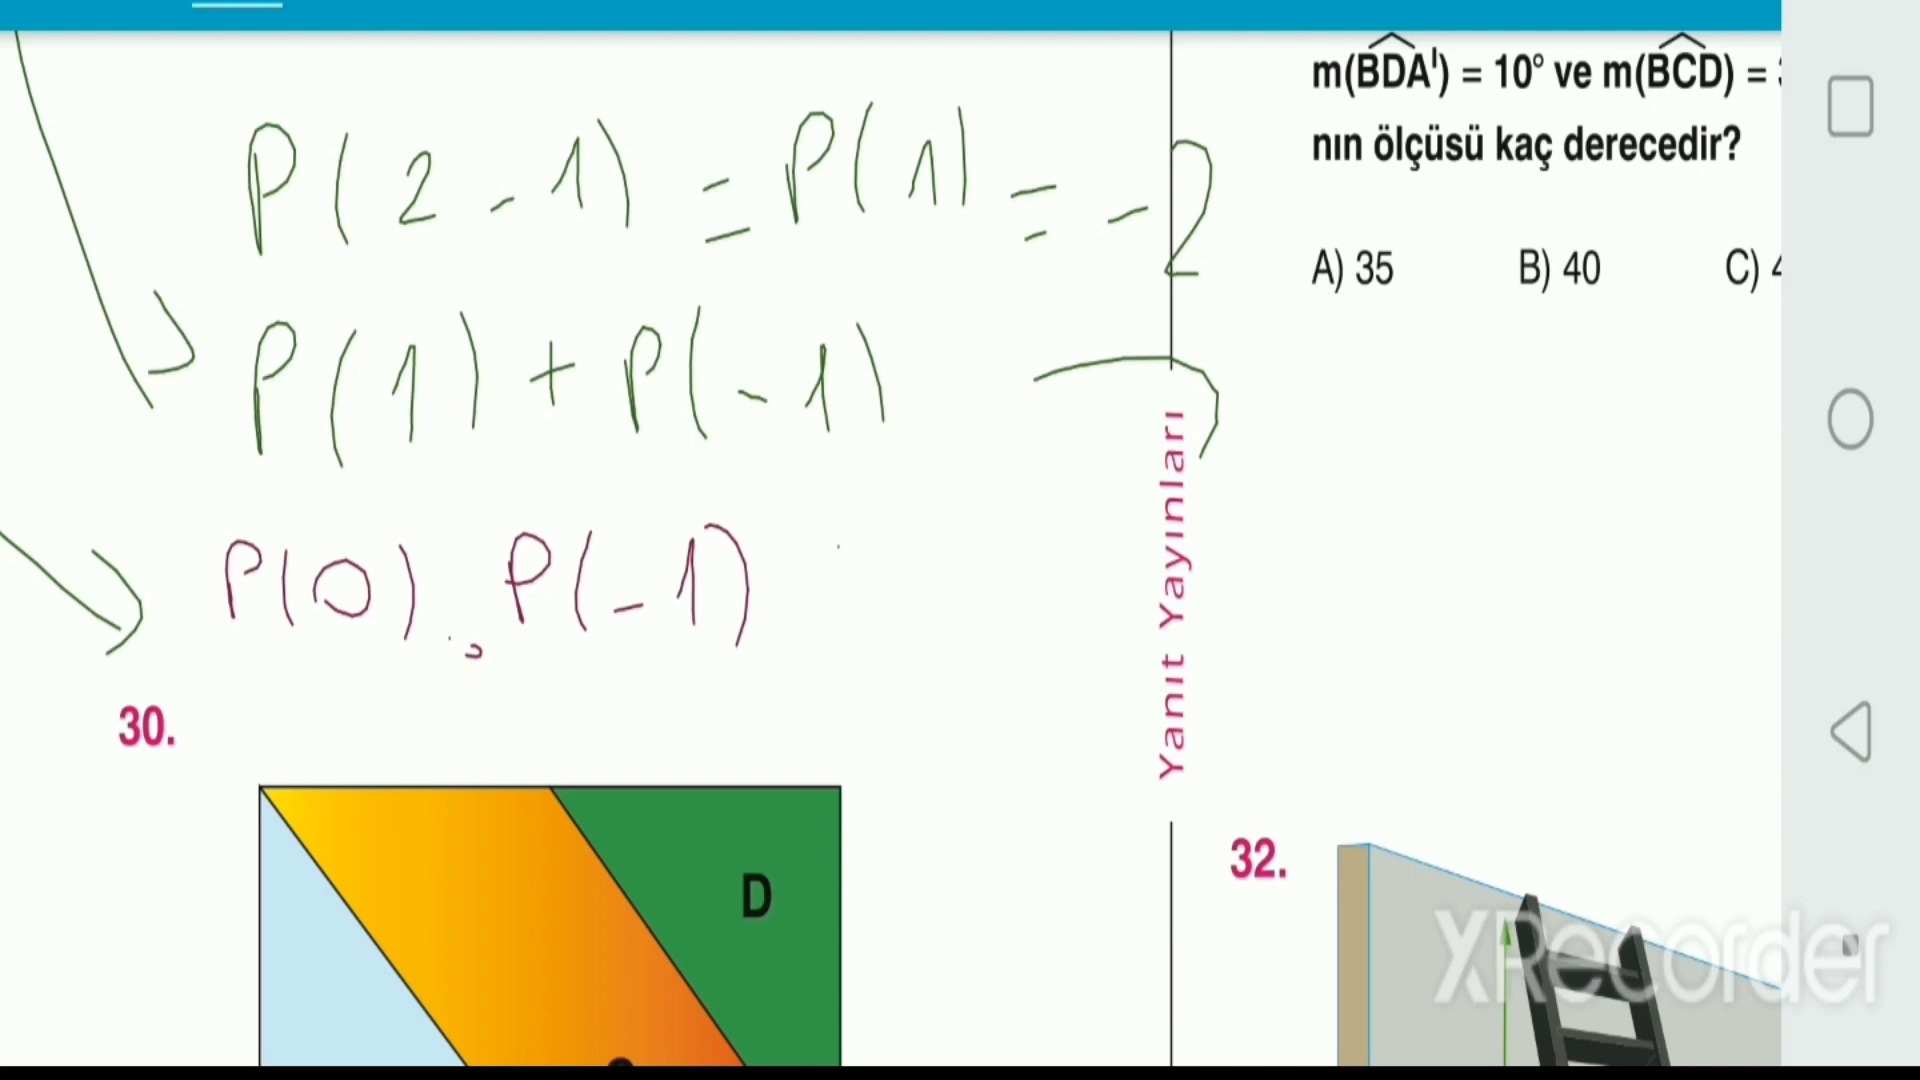 P(2-1) = P(1) = -2
P(1) + P(-1)
P(0), P(-1)
30.
D
m(BDA') = 10° ve m(BCD) =
nın ölçüsü kaç derecedir?
A) 35 B) 40 C) 4
Yanıt Yayınları
32.
XRecorder